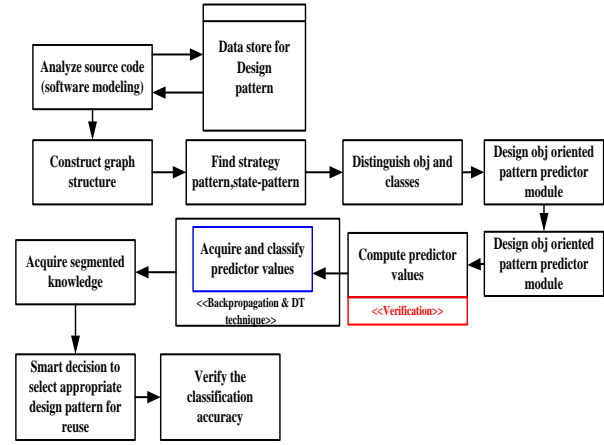 Analyze source code
(software modeling)
Data store for
Design
pattern
Construct graph
structure
Find strategy
pattern,state-pattern
Distinguish obj and
classes
Design obj oriented
pattern predictor
module
Acquire segmented
knowledge
Acquire and classify
predictor values
<<Backpropagation & DT
technique>>
Compute predictor
values
<<Verification>>
Design obj oriented
pattern predictor
module
Smart decision to
select appropriate
design pattern for
reuse
Verify the
classification
accuracy